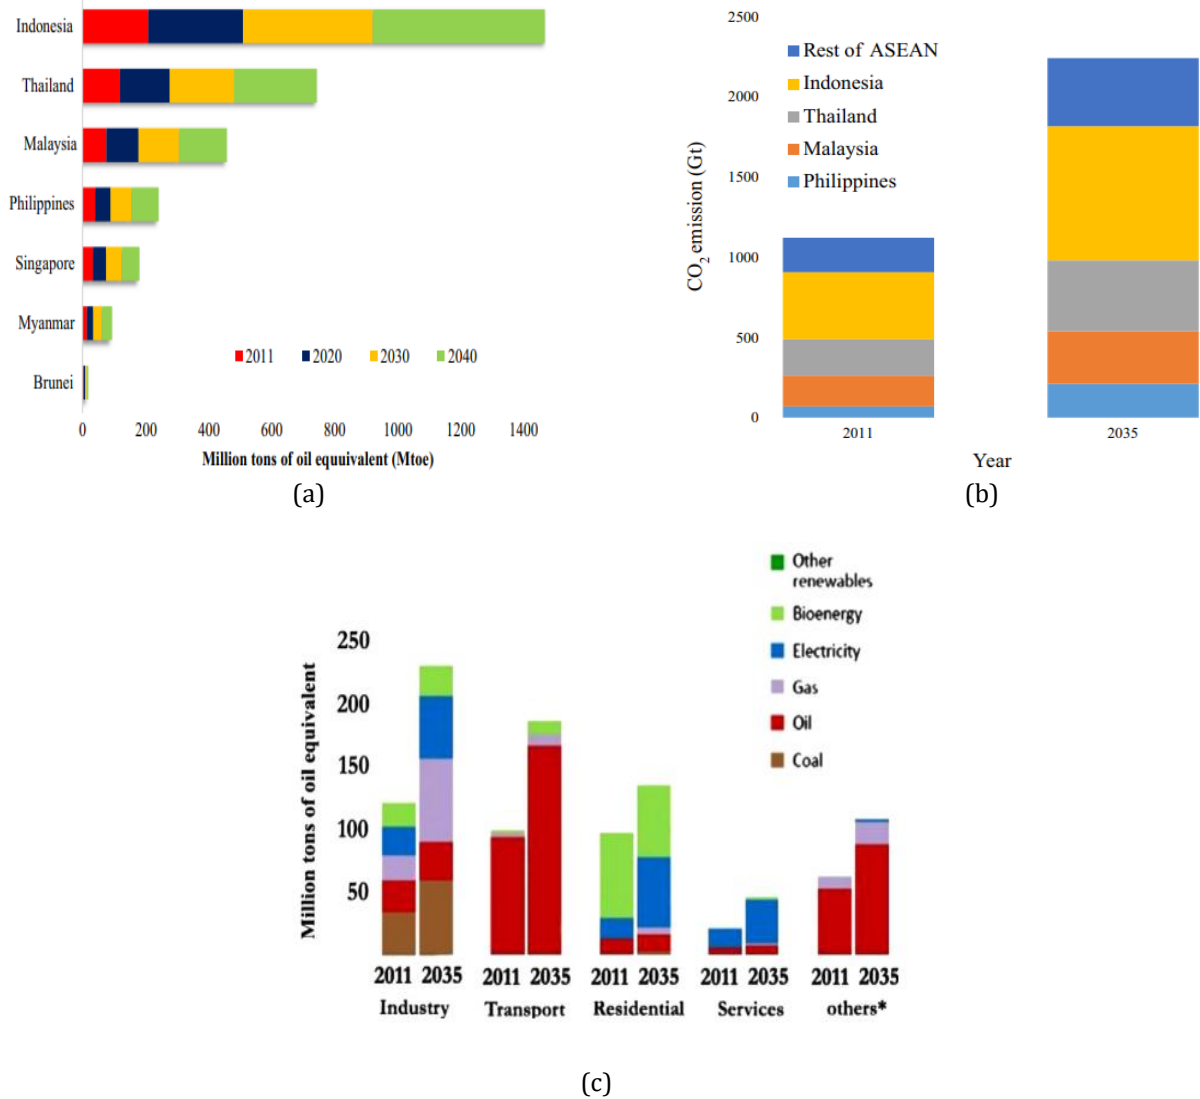 Indonesia
Thailand
Malaysia
Philippines
Singapore
Myanmar
Brunei
2011 2020 2030 2040
0 200 400 600 800 1000 1200 1400
Million tons of oil equuivalent (Mtoe)
(a)
2500
2000
1500
1000
500
0
CO2 emission (Gt)
Rest of ASEAN
Indonesia
Thailand
Malaysia
Philippines
2011 2035
Year
(b)
Other
renewables
Bioenergy
Electricity
Gas
Oil
Coal
250
200
150
100
50
Million tons of oil equivalent
2011 2035 2011 2035 2011 2035 2011 2035 2011 2035
Industry Transport Residential Services others*
(c)